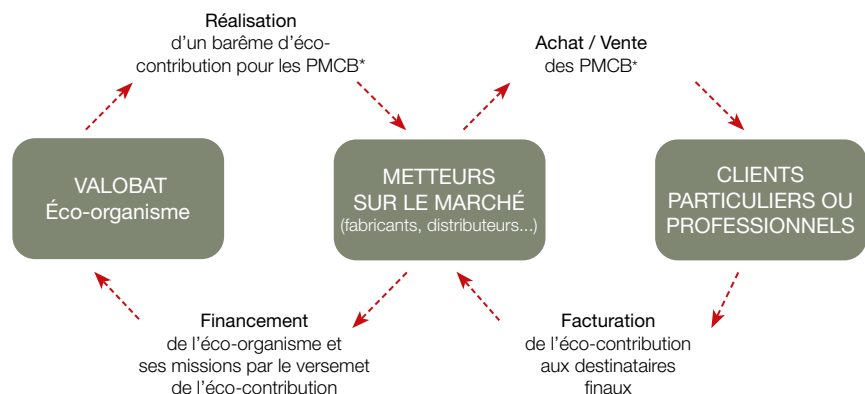 Réalisation
d'un barême d'éco-
contribution pour les PMCB*
Achat / Vente
des PMCB*
VALOBAT
Éco-organisme
METTEURS
SUR LE MARCHÉ
(fabricants, distributeurs...)
CLIENTS
PARTICULIERS OU
PROFESSIONNELS
Financement
de l'éco-organisme et
ses missions par le versemet
de l'éco-contribution
Facturation
de l'éco-contribution
aux destinataires
finaux